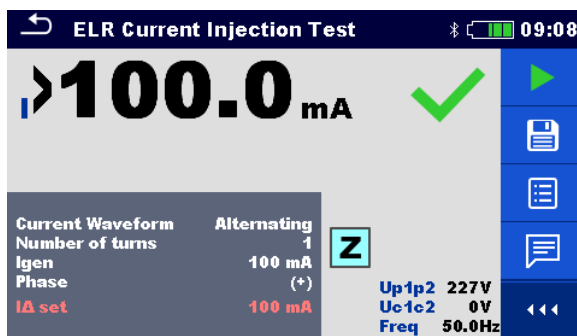 ELR Current Injection Test 09:08
I >100.0 mA
Current Waveform Alternating
Number of turns 1
Igen 100 mA
Phase (+)
IΔ set 100 mA
Z
Up1p2 227V
Uc1c2 0V
Freq 50.0Hz